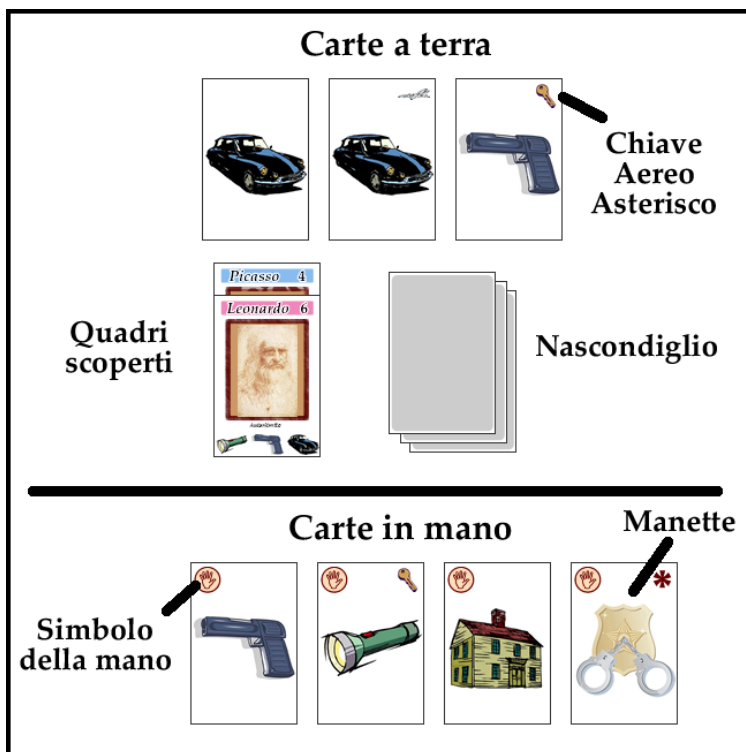 Carte a terra
Chiave
Aereo
Asterisco
Picasso 4
Leonardo 6
Quadri
scoperti
Nascondiglio
Autoritratto
Carte in mano
Manette
Simbolo
della mano